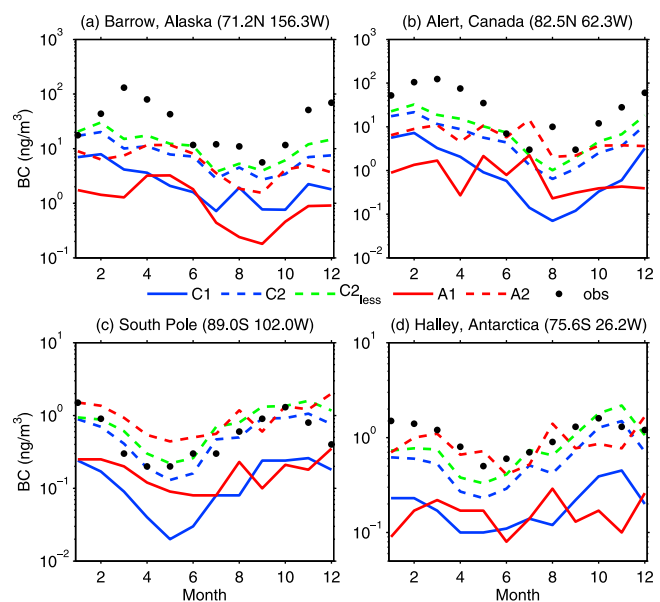 (a) Barrow, Alaska (71.2N 156.3W)
(b) Alert, Canada (82.5N 62.3W)
BC (ng/m³)
10³
10²
10¹
10⁰
10⁻¹
2 4 6 8 10 12
10³
10²
10¹
10⁰
10⁻¹
10⁻²
2 4 6 8 10 12
C1 C2 C2less A1 A2 obs
(c) South Pole (89.0S 102.0W)
(d) Halley, Antarctica (75.6S 26.2W)
BC (ng/m³)
10¹
10⁰
10⁻¹
10⁻²
2 4 6 8 10 12
Month
10¹
10⁰
10⁻¹
2 4 6 8 10 12
Month